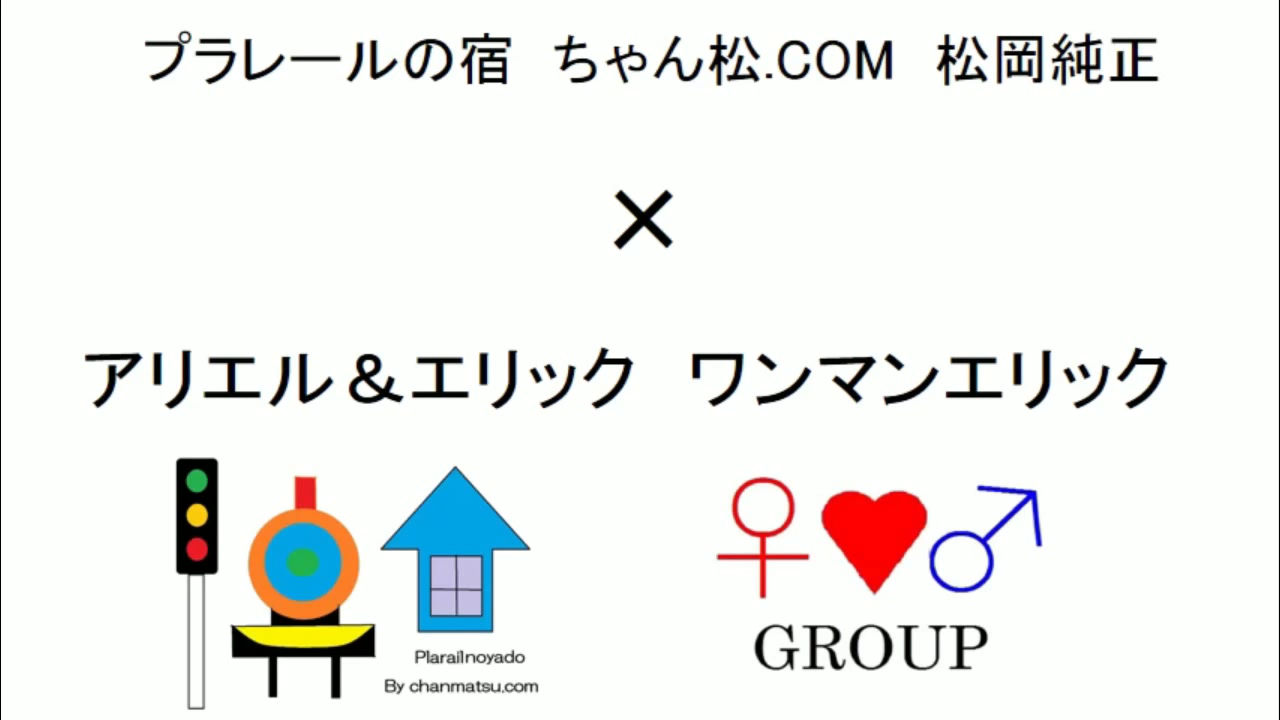 プラレールの宿　ちゃん松.COM　松岡純正
×
アリエル＆エリック　ワンマンエリック
Plarailnoyado
By chanmatsu.com
GROUP